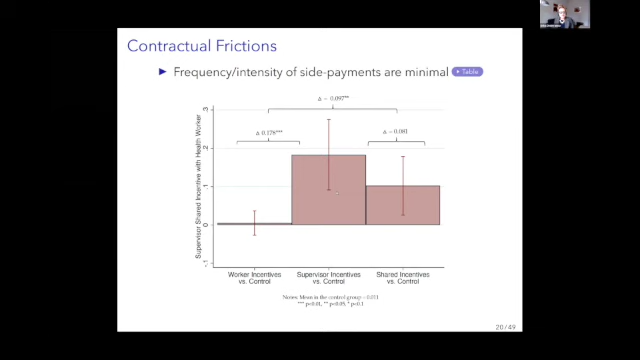 Contractual Frictions
Frequency/intensity of side-payments are minimal
Table
Supervisor Shared Incentive with Health Worker
.3
.2
.1
0
-.1
Δ = 0.097**
Δ 0.178***
Δ = 0.081
Worker Incentives
vs. Control
Supervisor Incentives
vs. Control
Shared Incentives
vs. Control
Notes: Mean in the control group =
*** p<0.01, ** p<0.05, * p<0.1
20/49